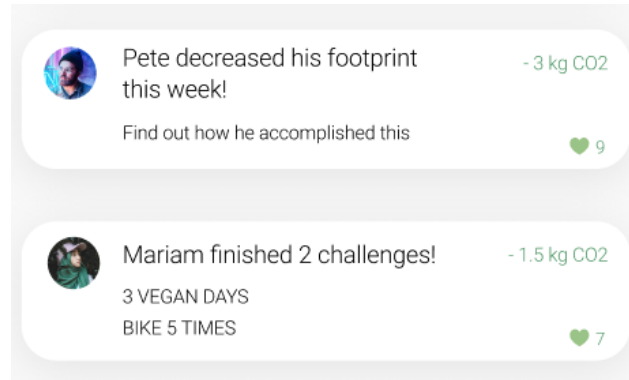 Pete decreased his footprint
this week!
- 3 kg CO2
Find out how he accomplished this
9
Mariam finished 2 challenges!
- 1.5 kg CO2
3 VEGAN DAYS
BIKE 5 TIMES
7